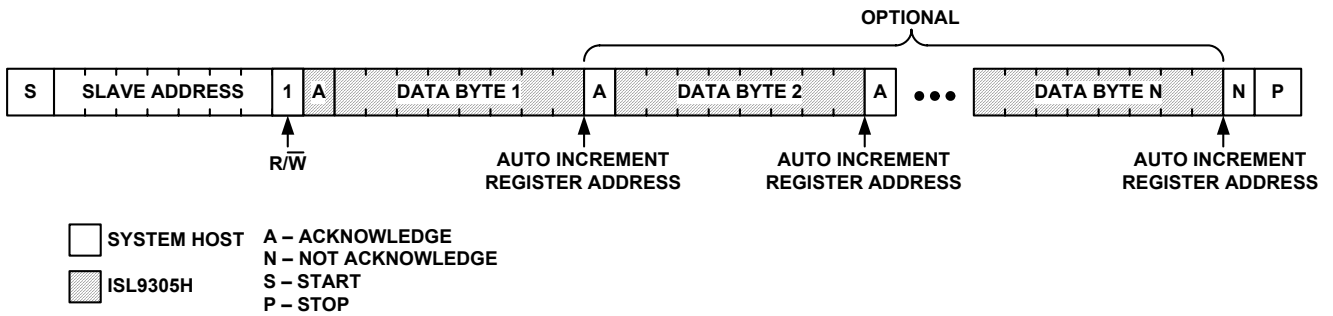 OPTIONAL
S SLAVE ADDRESS 1 A DATA BYTE 1 A DATA BYTE 2 A ●●● DATA BYTE N N P
R/W̅
AUTO INCREMENT
REGISTER ADDRESS
AUTO INCREMENT
REGISTER ADDRESS
AUTO INCREMENT
REGISTER ADDRESS
SYSTEM HOST
ISL9305H
A – ACKNOWLEDGE
N – NOT ACKNOWLEDGE
S – START
P – STOP